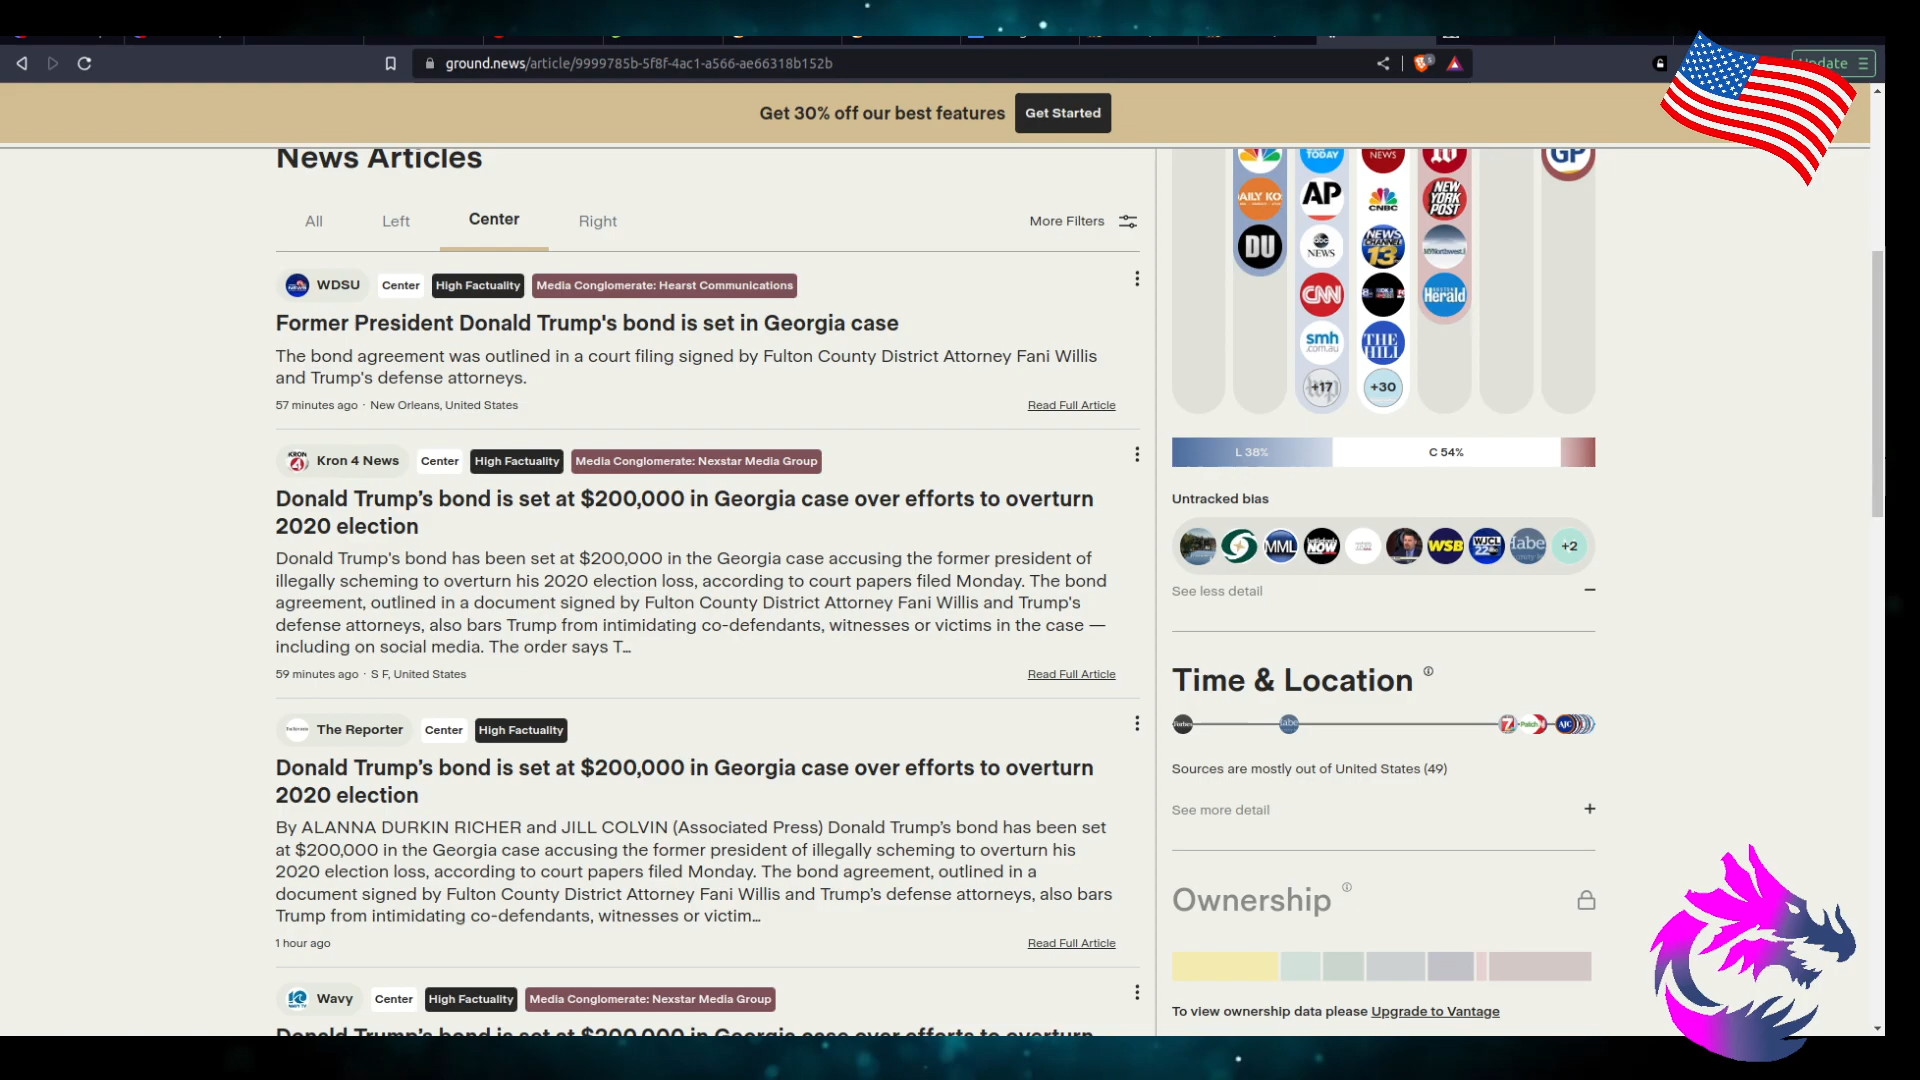 Update
ground.news/article/9999785b-5f8f-4ac1-a566-ae66318b152b
Get 30% off our best features
Get Started
News Articles
All
Left
Center
Right
More Filters
WDSU
Center
High Factuality
Media Conglomerate: Hearst Communications
Former President Donald Trump's bond is set in Georgia case
The bond agreement was outlined in a court filing signed by Fulton County District Attorney Fani Willis
and Trump's defense attorneys.
57 minutes ago · New Orleans, United States
Read Full Article
KRON 4
Kron 4 News
Center
High Factuality
Media Conglomerate: Nexstar Media Group
Donald Trump’s bond is set at $200,000 in Georgia case over efforts to overturn
2020 election
Donald Trump's bond has been set at $200,000 in the Georgia case accusing the former president of
illegally scheming to overturn his 2020 election loss, according to court papers filed Monday. The bond
agreement, outlined in a document signed by Fulton County District Attorney Fani Willis and Trump's
defense attorneys, also bars Trump from intimidating co-defendants, witnesses or victims in the case —
including on social media. The order says T…
59 minutes ago · S F, United States
Read Full Article
The Reporter
Center
High Factuality
Donald Trump’s bond is set at $200,000 in Georgia case over efforts to overturn
2020 election
By ALANNA DURKIN RICHER and JILL COLVIN (Associated Press) Donald Trump’s bond has been set
at $200,000 in the Georgia case accusing the former president of illegally scheming to overturn his
2020 election loss, according to court papers filed Monday. The bond agreement, outlined in a
document signed by Fulton County District Attorney Fani Willis and Trump’s defense attorneys, also bars
Trump from intimidating co-defendants, witnesses or victim…
1 hour ago
Read Full Article
Wavy
Center
High Factuality
Media Conglomerate: Nexstar Media Group
Donald Trump’s bond is set at $200,000 in Georgia case over efforts to overturn
TODAY
NEWS
GP
AP
CNBC
NEW YORK POST
DU
abc NEWS
NEWS CHANNEL 13
CNN
Herald
smh.com.au
THE HILL
+17
+30
L 38%
C 54%
Untracked bias
MML
NOW
WSB
WJCL 22
+2
See less detail
Time & Location
Forbes
Patch
AJC
Sources are mostly out of United States (49)
See more detail
Ownership
To view ownership data please Upgrade to Vantage